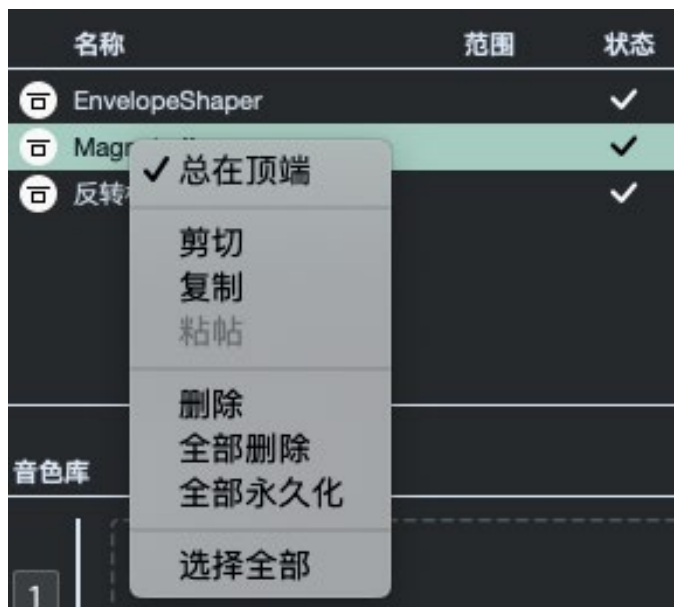 名称 范围 状态
EnvelopeShaper
✓ 总在顶端
反转
剪切
复制
粘帖
删除
全部删除
全部永久化
音色库
选择全部
1